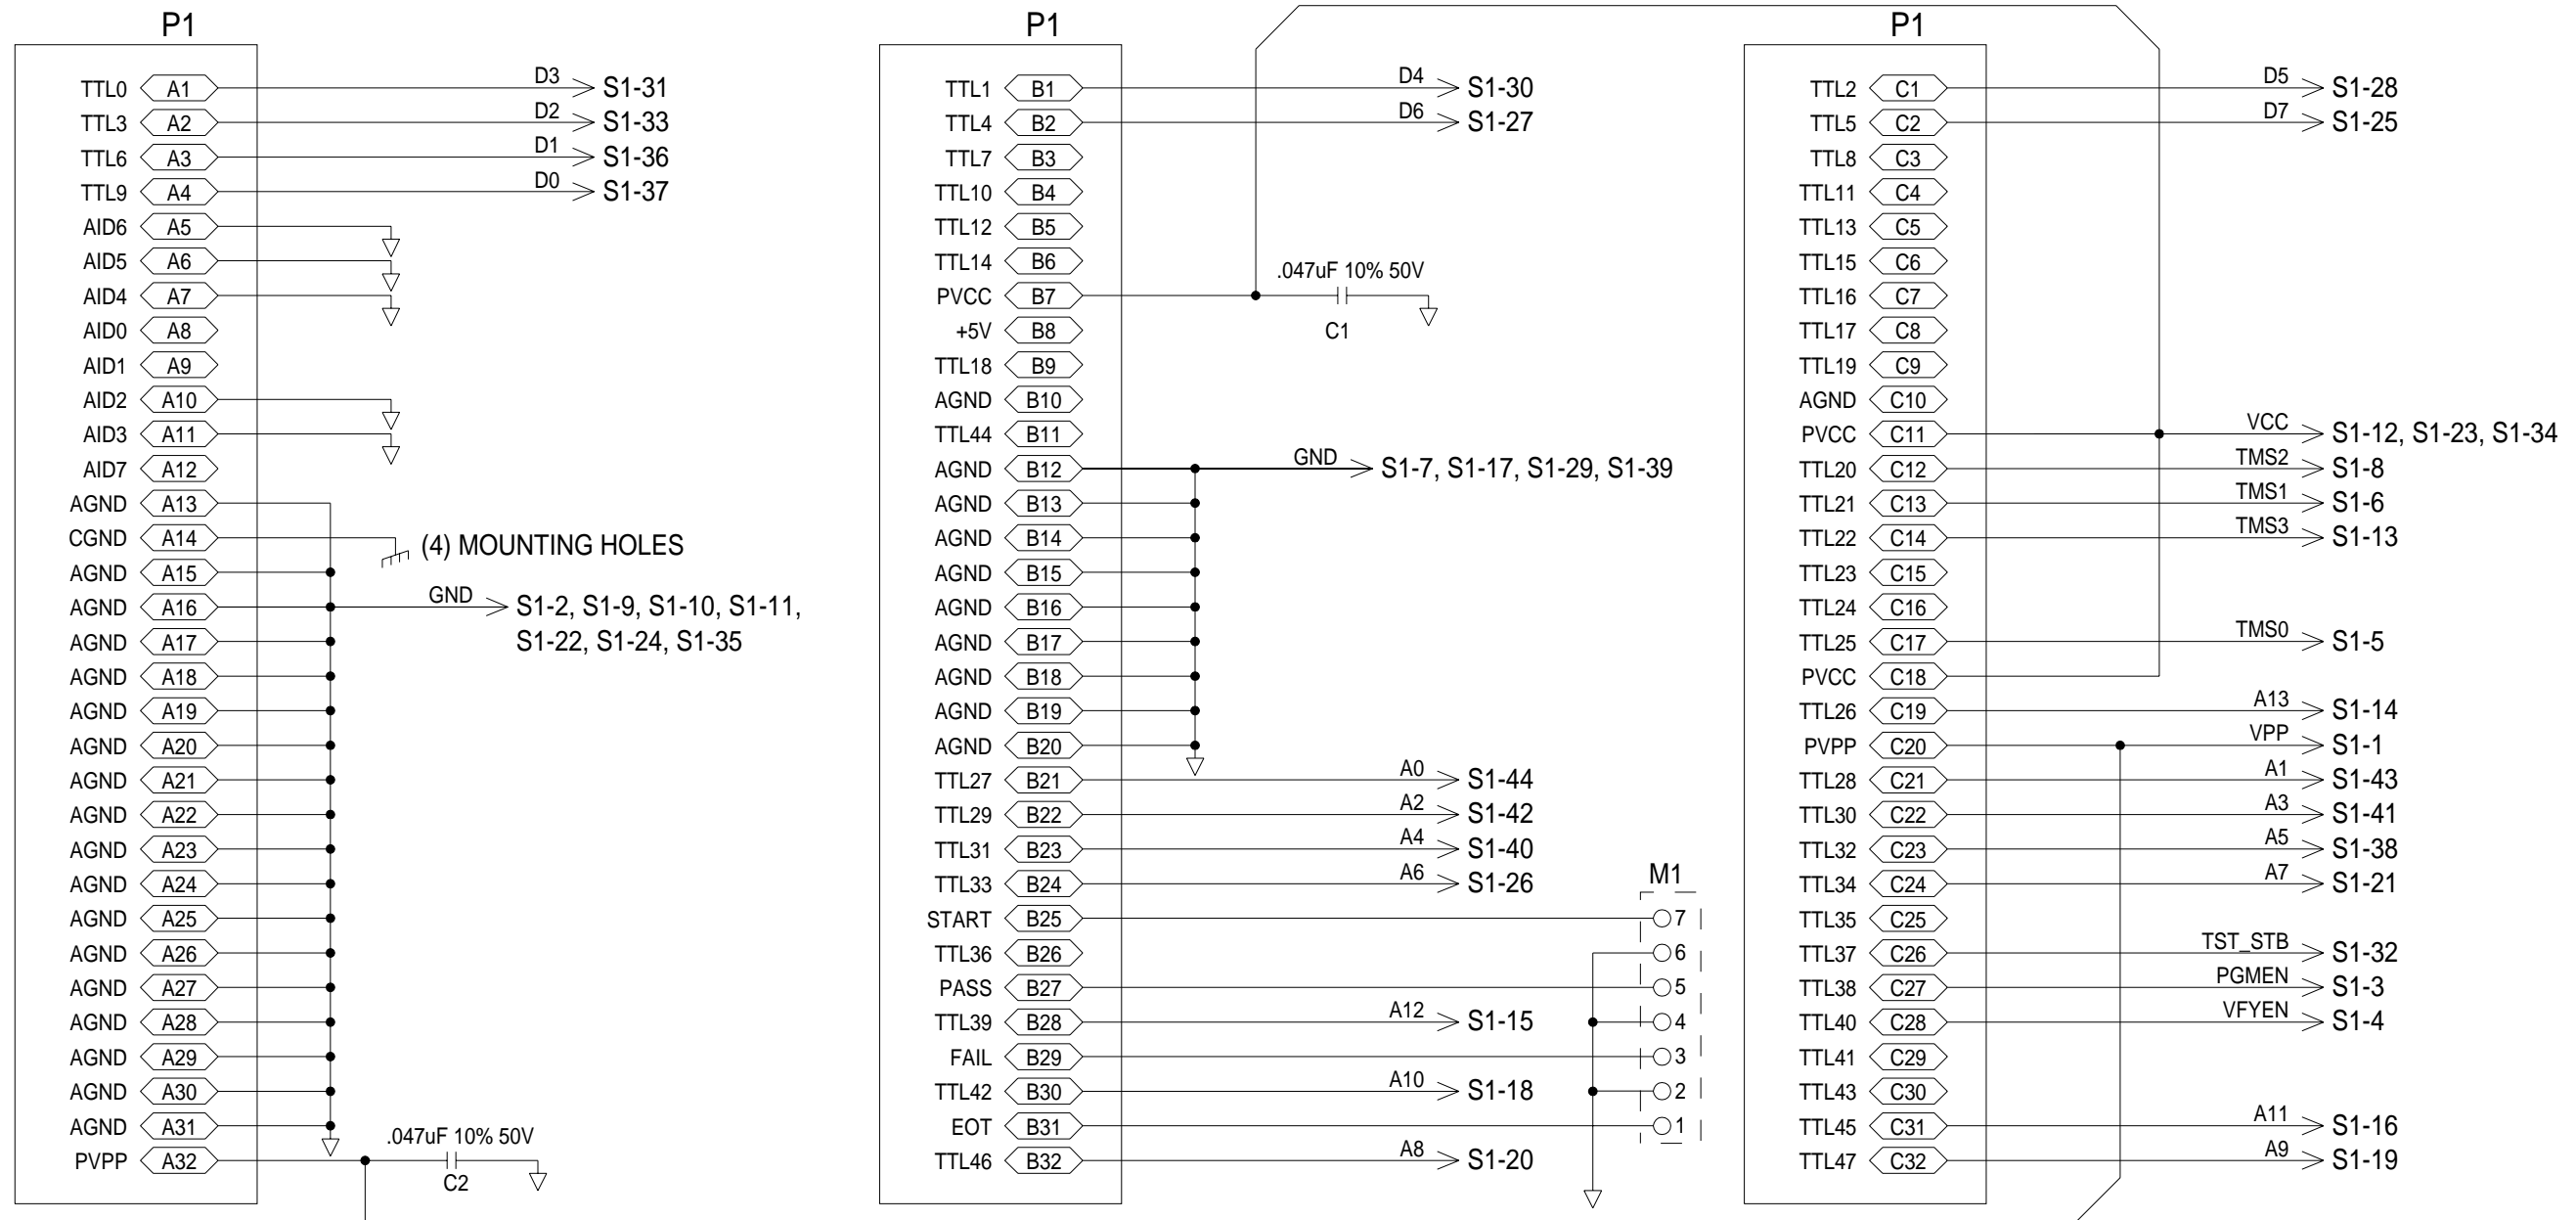 P1
TTL0 A1 D3 S1-31
TTL3 A2 D2 S1-33
TTL6 A3 D1 S1-36
TTL9 A4 D0 S1-37
AID6 A5
AID5 A6
AID4 A7
AID0 A8
AID1 A9
AID2 A10
AID3 A11
AID7 A12
AGND A13
CGND A14 (4) MOUNTING HOLES
AGND A15
AGND A16 GND S1-2, S1-9, S1-10, S1-11,
AGND A17 S1-22, S1-24, S1-35
AGND A18
AGND A19
AGND A20
AGND A21
AGND A22
AGND A23
AGND A24
AGND A25
AGND A26
AGND A27
AGND A28
AGND A29
AGND A30
AGND A31
.047uF 10% 50V
PVPP A32
C2
P1
TTL1 B1 D4 S1-30
TTL4 B2 D6 S1-27
TTL7 B3
TTL10 B4
TTL12 B5
TTL14 B6
.047uF 10% 50V
PVCC B7
+5V B8 C1
TTL18 B9
AGND B10
TTL44 B11
AGND B12 GND S1-7, S1-17, S1-29, S1-39
AGND B13
AGND B14
AGND B15
AGND B16
AGND B17
AGND B18
AGND B19
AGND B20
TTL27 B21 A0 S1-44
TTL29 B22 A2 S1-42
TTL31 B23 A4 S1-40
TTL33 B24 A6 S1-26
M1
START B25 7
TTL36 B26 6
PASS B27 5
TTL39 B28 A12 S1-15 4
FAIL B29 3
TTL42 B30 A10 S1-18 2
EOT B31 1
TTL46 B32 A8 S1-20
P1
TTL2 C1 D5 S1-28
TTL5 C2 D7 S1-25
TTL8 C3
TTL11 C4
TTL13 C5
TTL15 C6
TTL16 C7
TTL17 C8
TTL19 C9
AGND C10
PVCC C11 VCC S1-12, S1-23, S1-34
TTL20 C12 TMS2 S1-8
TTL21 C13 TMS1 S1-6
TTL22 C14 TMS3 S1-13
TTL23 C15
TTL24 C16
TTL25 C17 TMS0 S1-5
PVCC C18
TTL26 C19 A13 S1-14
PVPP C20 VPP S1-1
TTL28 C21 A1 S1-43
TTL30 C22 A3 S1-41
TTL32 C23 A5 S1-38
TTL34 C24 A7 S1-21
TTL35 C25
TTL37 C26 TST_STB S1-32
TTL38 C27 PGMEN S1-3
TTL40 C28 VFYEN S1-4
TTL41 C29
TTL43 C30
TTL45 C31 A11 S1-16
TTL47 C32 A9 S1-19